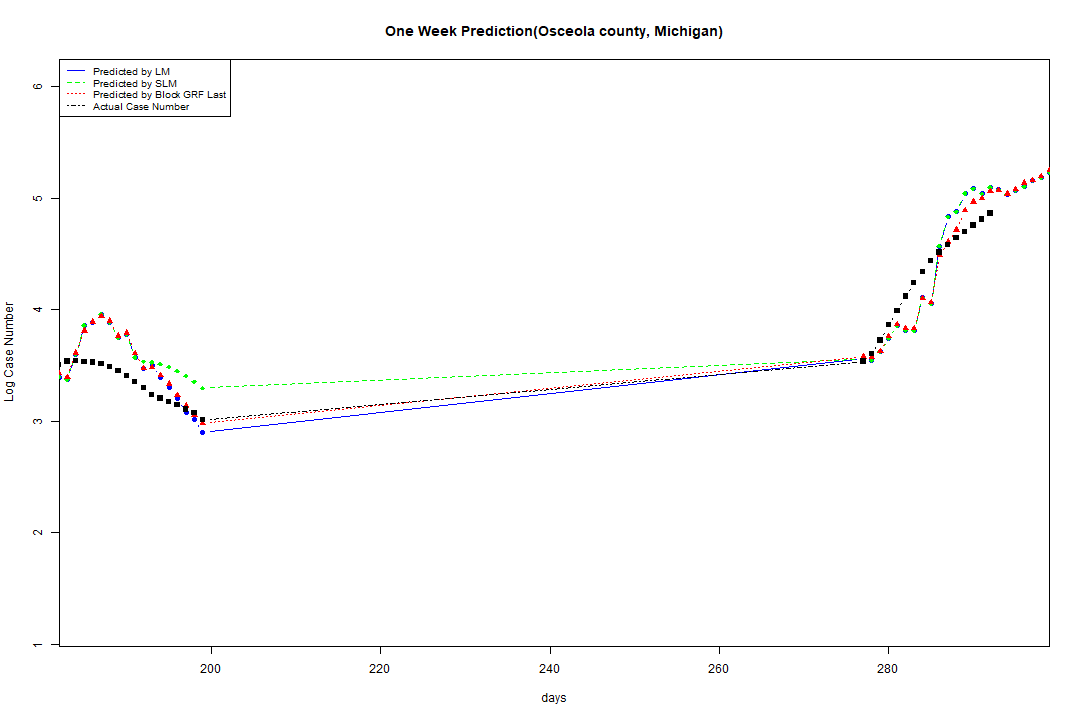 One Week Prediction(Osceola county, Michigan)
Predicted by LM
Predicted by SLM
Predicted by Block GRF Last
Actual Case Number
6
5
4
3
2
1
Log Case Number
200
220
240
260
280
days